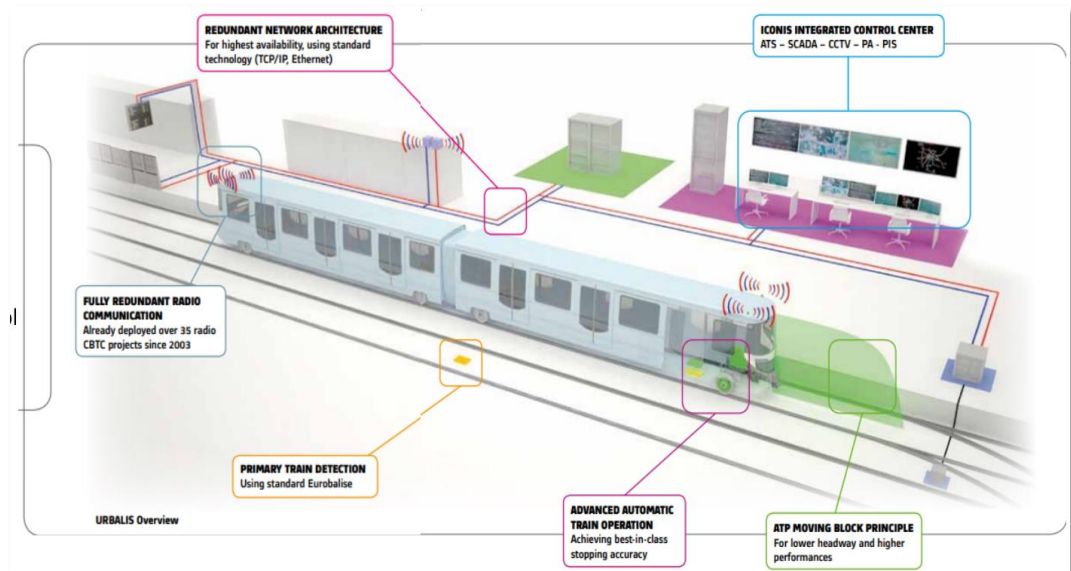 REDUNDANT NETWORK ARCHITECTURE
For highest availability, using standard
technology (TCP/IP, Ethernet)
ICONIS INTEGRATED CONTROL CENTER
ATS – SCADA – CCTV – PA - PIS
FULLY REDUNDANT RADIO
COMMUNICATION
Already deployed over 35 radio
CBTC projects since 2003
PRIMARY TRAIN DETECTION
Using standard Eurobalise
ADVANCED AUTOMATIC
TRAIN OPERATION
Achieving best-in-class
stopping accuracy
ATP MOVING BLOCK PRINCIPLE
For lower headway and higher
performances
URBALIS Overview